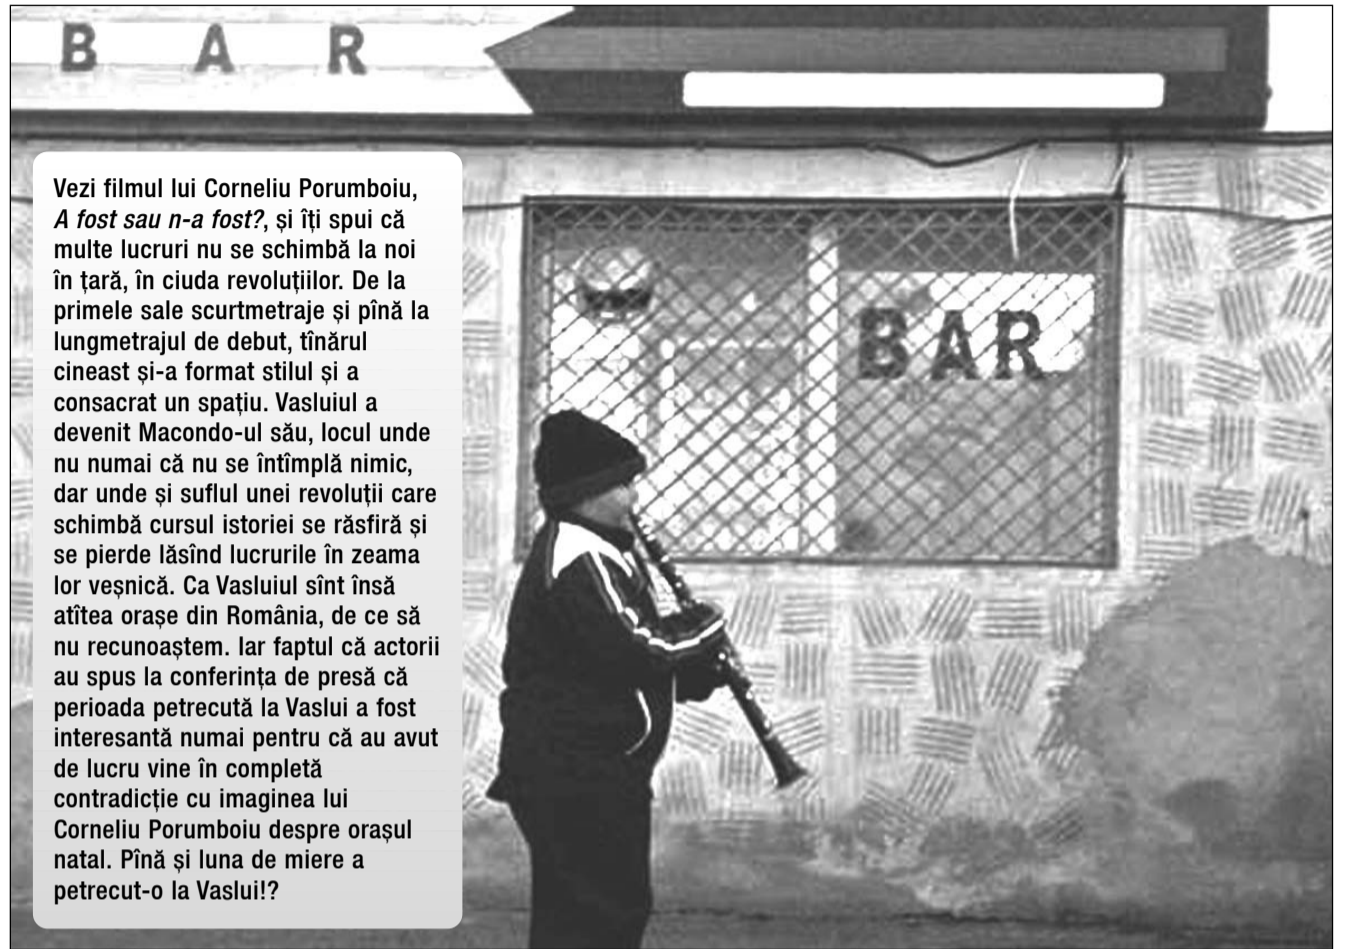 B A R
Vezi filmul lui Corneliu Porumboiu,
A fost sau n-a fost?, și îți spui că
multe lucruri nu se schimbă la noi
în țară, în ciuda revoluțiilor. De la
primele sale scurtmetraje și pînă la
lungmetrajul de debut, tînărul
cineast și-a format stilul și a
consacrat un spațiu. Vasluiul a
devenit Macondo-ul său, locul unde
nu numai că nu se întîmplă nimic,
dar unde și suflul unei revoluții care
schimbă cursul istoriei se răsfiră și
se pierde lăsînd lucrurile în zeama
lor veșnică. Ca Vasluiul sînt însă
atîtea orașe din România, de ce să
nu recunoaștem. Iar faptul că actorii
au spus la conferința de presă că
perioada petrecută la Vaslui a fost
interesantă numai pentru că au avut
de lucru vine în completă
contradicție cu imaginea lui
Corneliu Porumboiu despre orașul
natal. Pînă și luna de miere a
petrecut-o la Vaslui!?
BAR